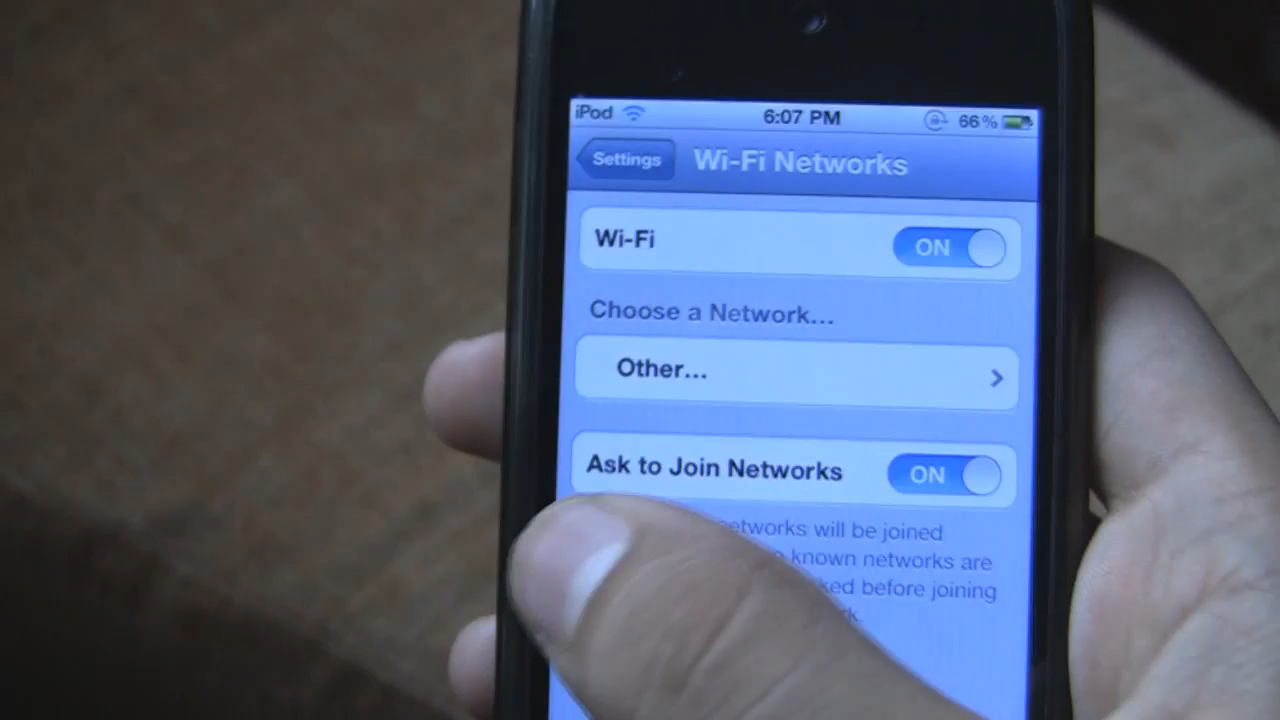 iPod 6:07 PM 66%
Settings Wi-Fi Networks
Wi-Fi ON
Choose a Network...
Other...
Ask to Join Networks ON
networks will be joined
known networks are
before joining